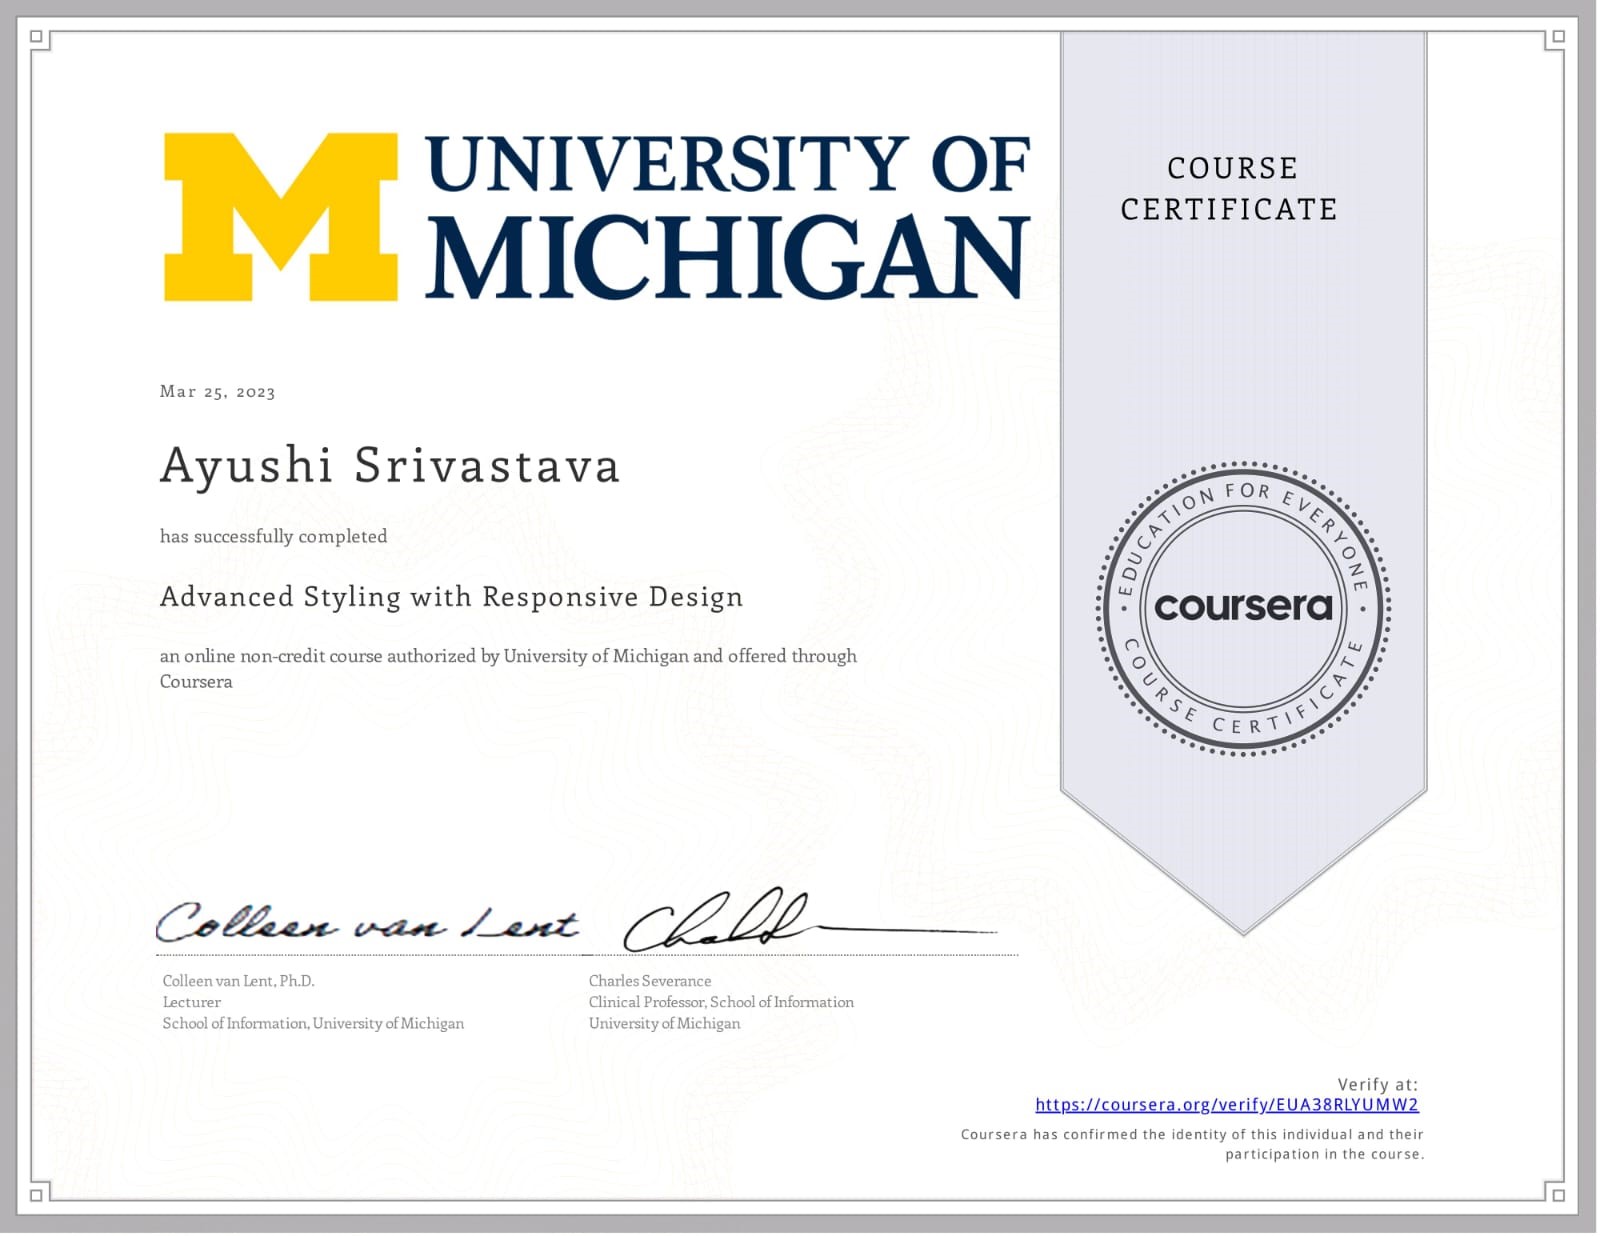 UNIVERSITY OF
MICHIGAN
COURSE
CERTIFICATE
Mar 25, 2023
Ayushi Srivastava
has successfully completed
Advanced Styling with Responsive Design
an online non-credit course authorized by University of Michigan and offered through
Coursera
EDUCATION FOR EVERYONE
coursera
COURSE CERTIFICATE
Colleen van Lent
Colleen van Lent, Ph.D.
Lecturer
School of Information, University of Michigan
Charles Severance
Clinical Professor, School of Information
University of Michigan
Verify at:
https://coursera.org/verify/EUA38RLYUMW2
Coursera has confirmed the identity of this individual and their
participation in the course.